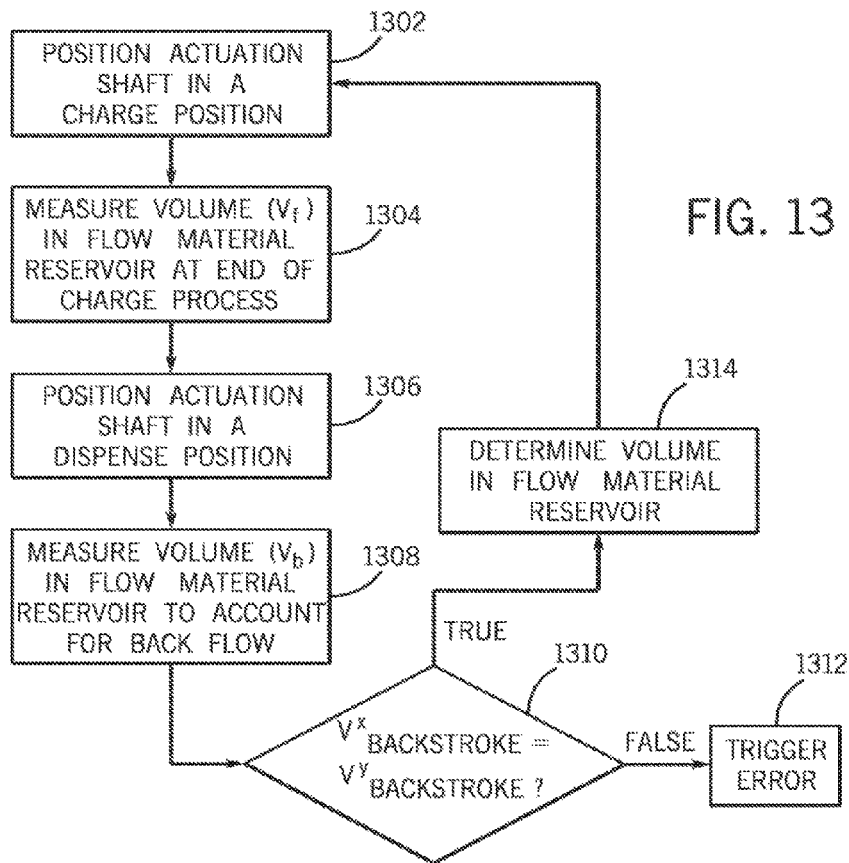 1302
POSITION ACTUATION
SHAFT IN A
CHARGE POSITION
MEASURE VOLUME (Vf)
IN FLOW MATERIAL
RESERVOIR AT END OF
CHARGE PROCESS
1304
FIG. 13
POSITION ACTUATION
SHAFT IN A
DISPENSE POSITION
1306
1314
DETERMINE VOLUME
IN FLOW MATERIAL
RESERVOIR
MEASURE VOLUME (Vb)
IN FLOW MATERIAL
RESERVOIR TO ACCOUNT
FOR BACK FLOW
1308
TRUE
1310
V^x BACKSTROKE =
V^y BACKSTROKE ?
FALSE
1312
TRIGGER
ERROR